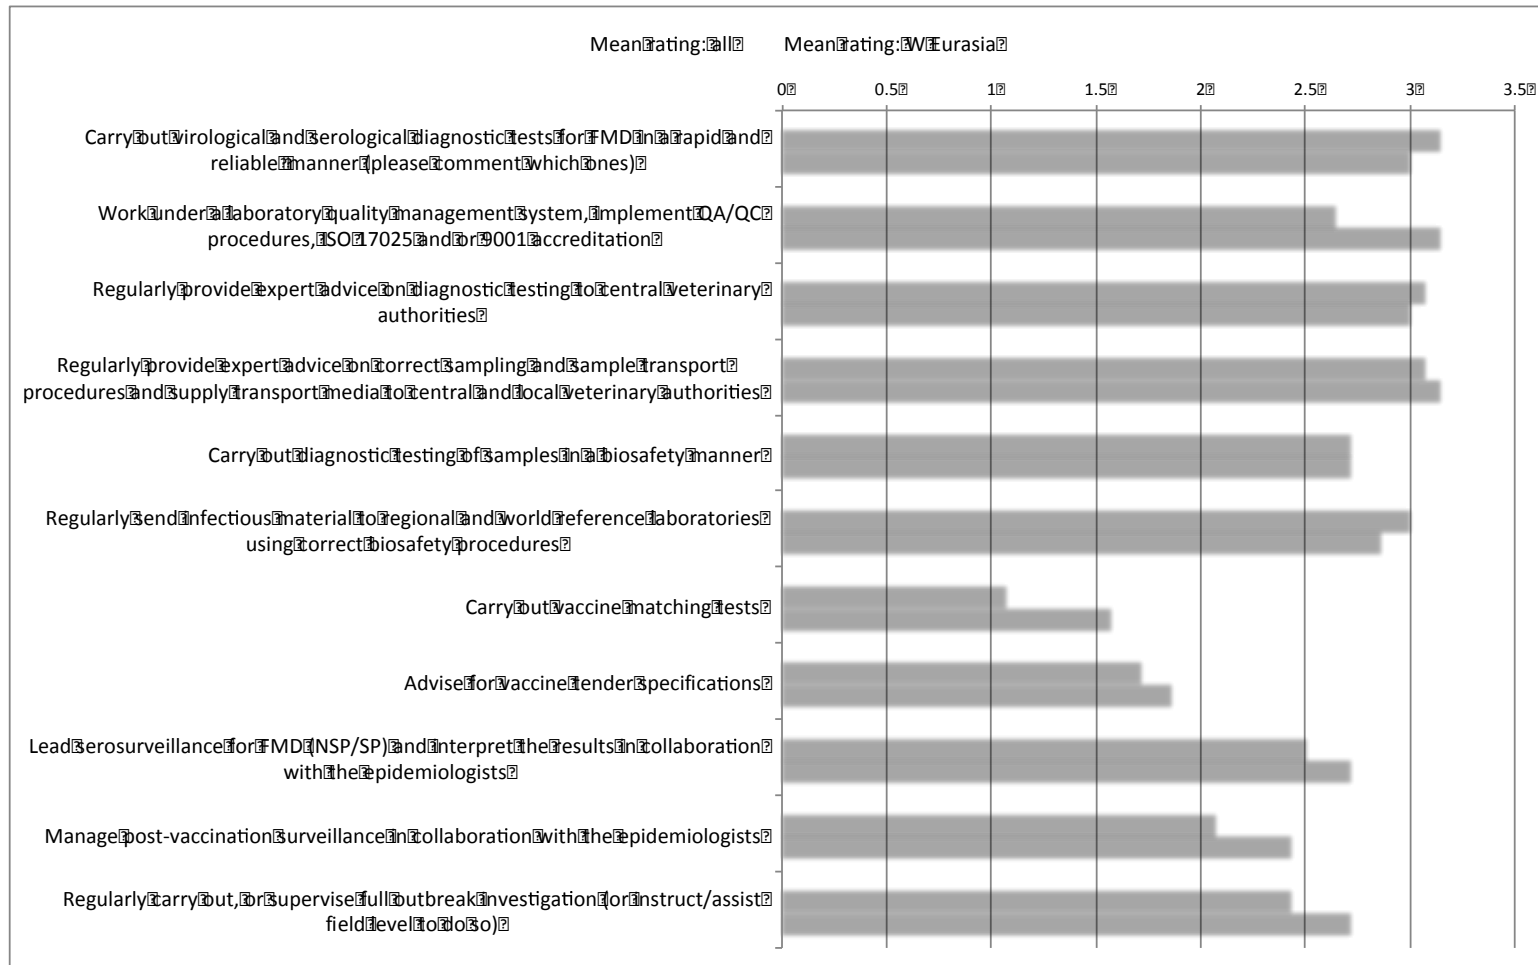 Mean rating: all Mean rating: W Eurasia
0 0.5 1 1.5 2 2.5 3 3.5
Carry out virological and serological diagnostic tests for FMD in a rapid and
reliable manner (please comment which ones)
Work under a laboratory quality management system, implement QA/QC
procedures, ISO 17025 and or 9001 accreditation
Regularly provide expert advice on diagnostic testing to central veterinary
authorities
Regularly provide expert advice on correct sampling and sample transport
procedures and supply transport media to central and local veterinary authorities
Carry out diagnostic testing of samples in a biosafety manner
Regularly send infectious material to regional and world reference laboratories
using correct biosafety procedures
Carry out vaccine matching tests
Advise for vaccine tender specifications
Lead serosurveillance for FMD (NSP/SP) and interpret the results in collaboration
with the epidemiologists
Manage post-vaccination surveillance in collaboration with the epidemiologists
Regularly carry out, or supervise full outbreak investigation (or instruct/assist
field level to do so)